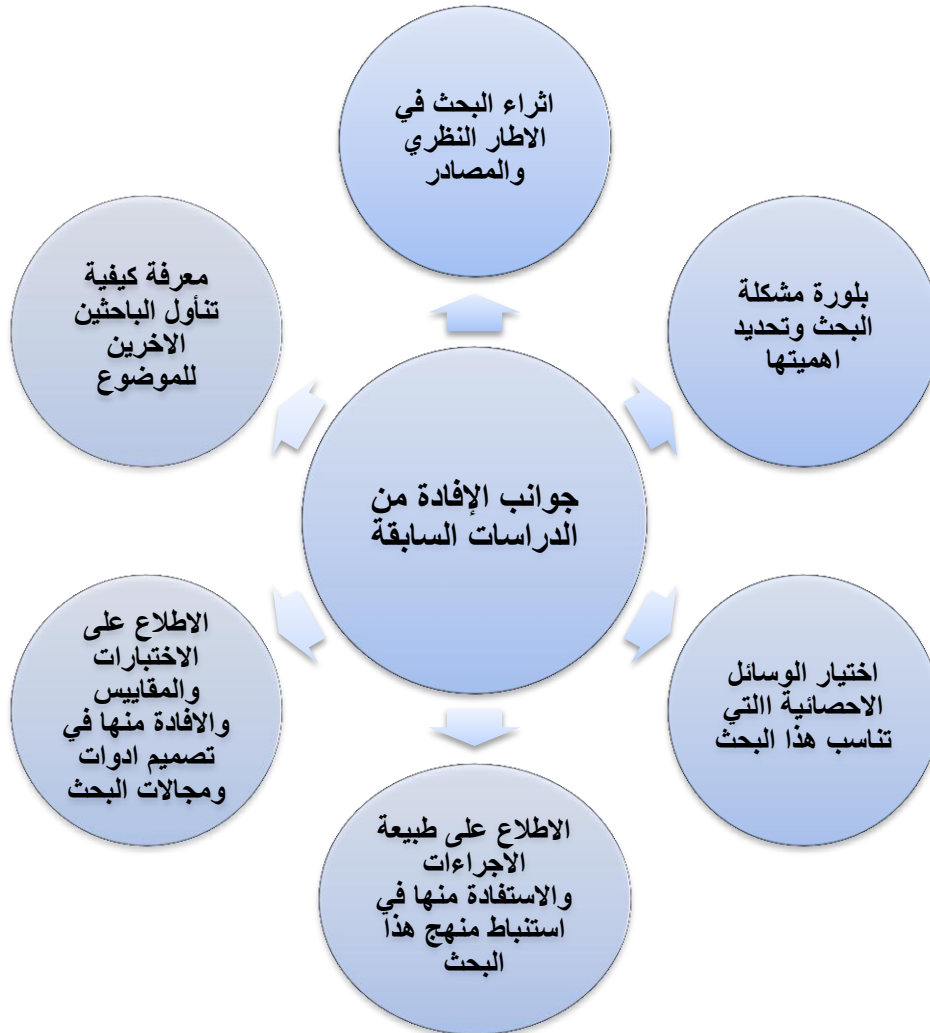 اثراء البحث في
الاطار النظري
والمصادر
بلورة مشكلة
البحث وتحديد
اهميتها
معرفة كيفية
تنأول الباحثين
الاخرين
للموضوع
جوانب الإفادة من
الدراسات السابقة
اختيار الوسائل
الاحصائية االتي
تناسب هذا البحث
الاطلاع على
الاختبارات
والمقاييس
والافادة منها في
تصميم ادوات
ومجالات البحث
الاطلاع على طبيعة
الاجراءات
والاستفادة منها في
استنباط منهج هذا
البحث